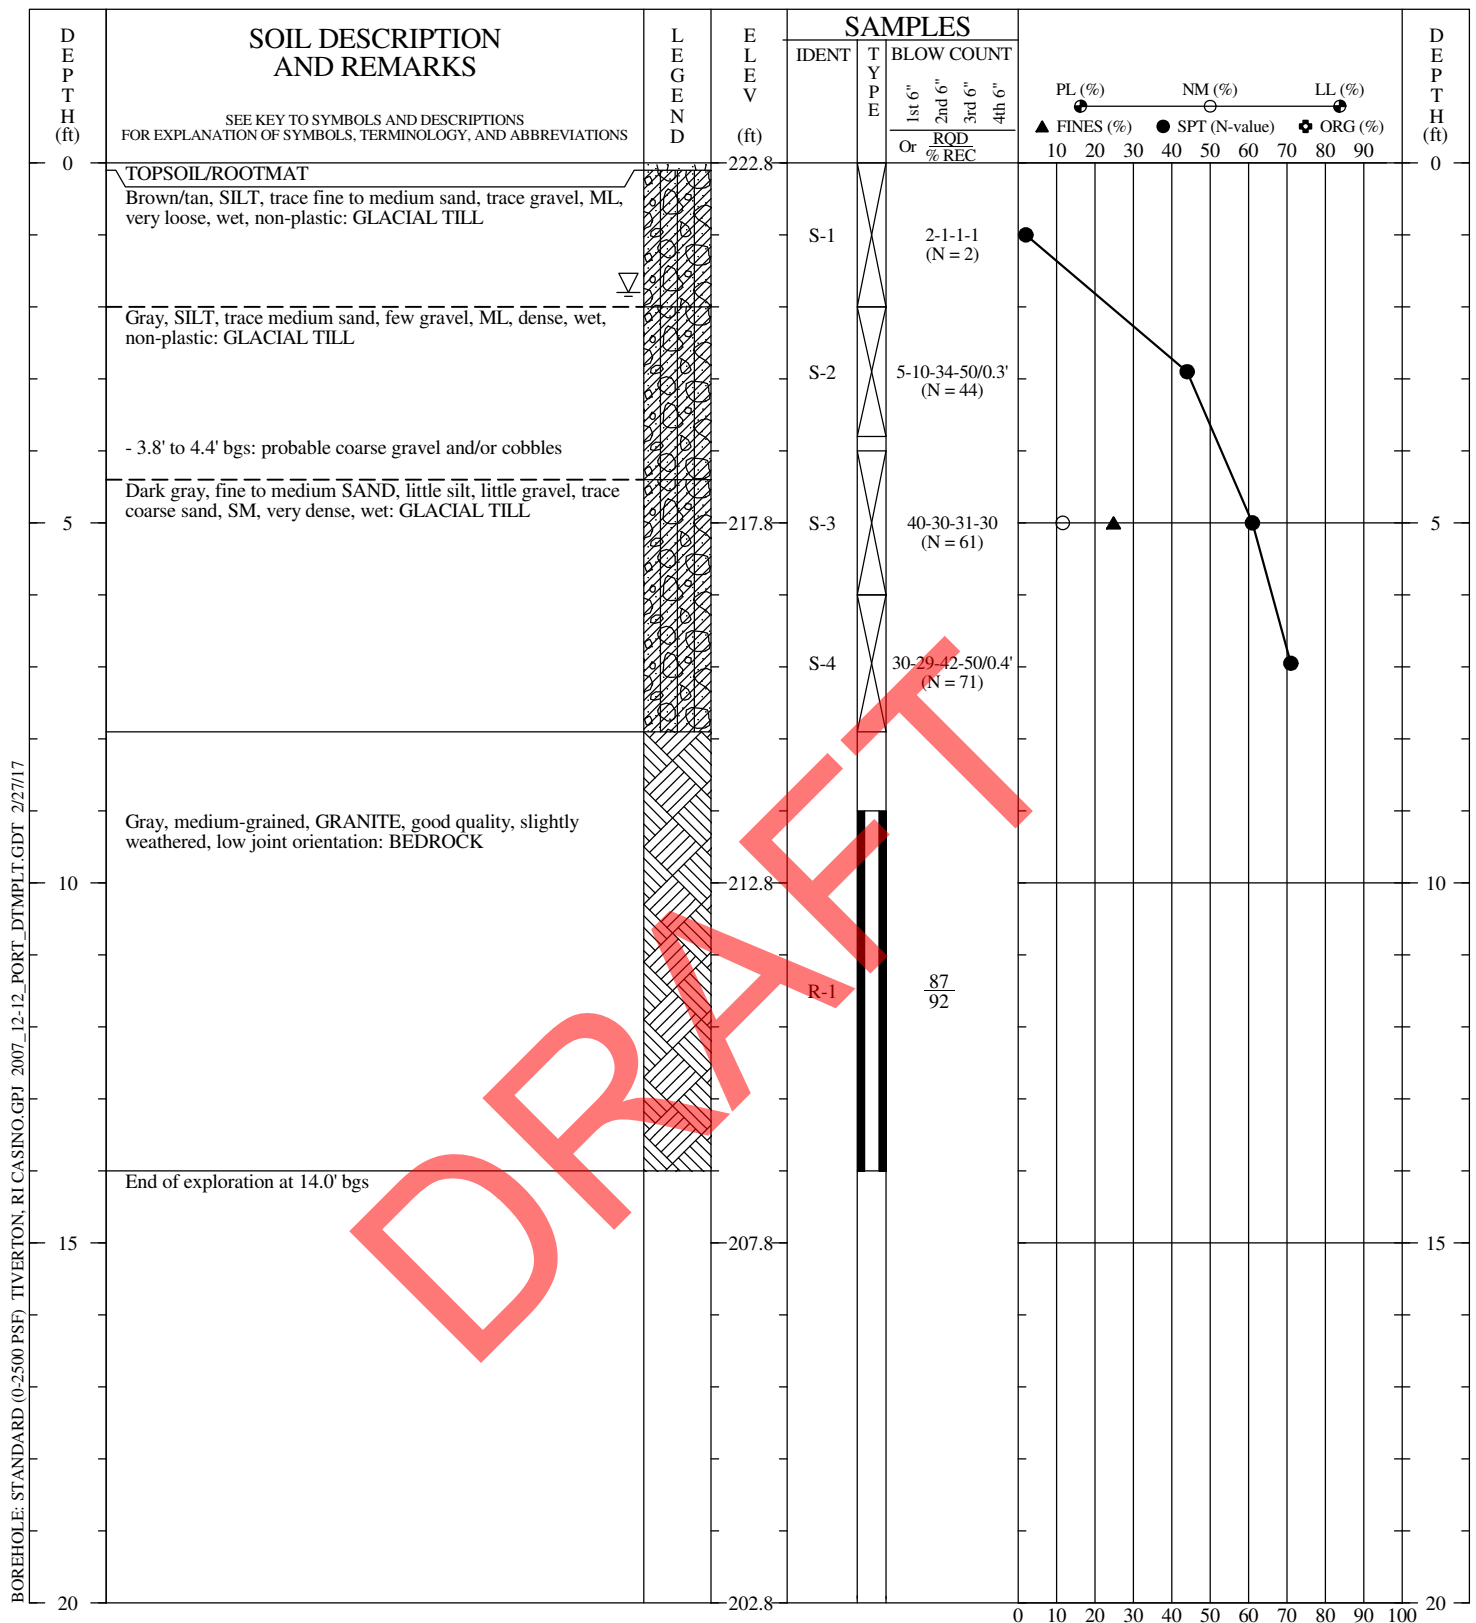 DEPTH (ft)
SOIL DESCRIPTION
AND REMARKS
SEE KEY TO SYMBOLS AND DESCRIPTIONS
FOR EXPLANATION OF SYMBOLS, TERMINOLOGY, AND ABBREVIATIONS
LEGEND
ELEV (ft)
SAMPLES
IDENT
TYPE
BLOW COUNT
1st 6"
2nd 6"
3rd 6"
4th 6"
Or RQD
% REC
PL (%) NM (%) LL (%)
FINES (%) SPT (N-value) ORG (%)
10 20 30 40 50 60 70 80 90
DEPTH (ft)
0 222.8 0
TOPSOIL/ROOTMAT
Brown/tan, SILT, trace fine to medium sand, trace gravel, ML,
very loose, wet, non-plastic: GLACIAL TILL
S-1 2-1-1-1
(N = 2)
Gray, SILT, trace medium sand, few gravel, ML, dense, wet,
non-plastic: GLACIAL TILL
S-2 5-10-34-50/0.3'
(N = 44)
- 3.8' to 4.4' bgs: probable coarse gravel and/or cobbles
Dark gray, fine to medium SAND, little silt, little gravel, trace
coarse sand, SM, very dense, wet: GLACIAL TILL
5 217.8 S-3 40-30-31-30 5
(N = 61)
S-4 30-29-42-50/0.4'
(N = 71)
Gray, medium-grained, GRANITE, good quality, slightly
weathered, low joint orientation: BEDROCK
10 212.8 10
R-1 87
92
End of exploration at 14.0' bgs
15 207.8 15
20 202.8 20
0 10 20 30 40 50 60 70 80 90 100
DRAFT
BOREHOLE: STANDARD (0-2500 PSF) TIVERTON, RI CASINO.GPJ 2007_12-12_PORT_DTMPLT.GDT 2/27/17